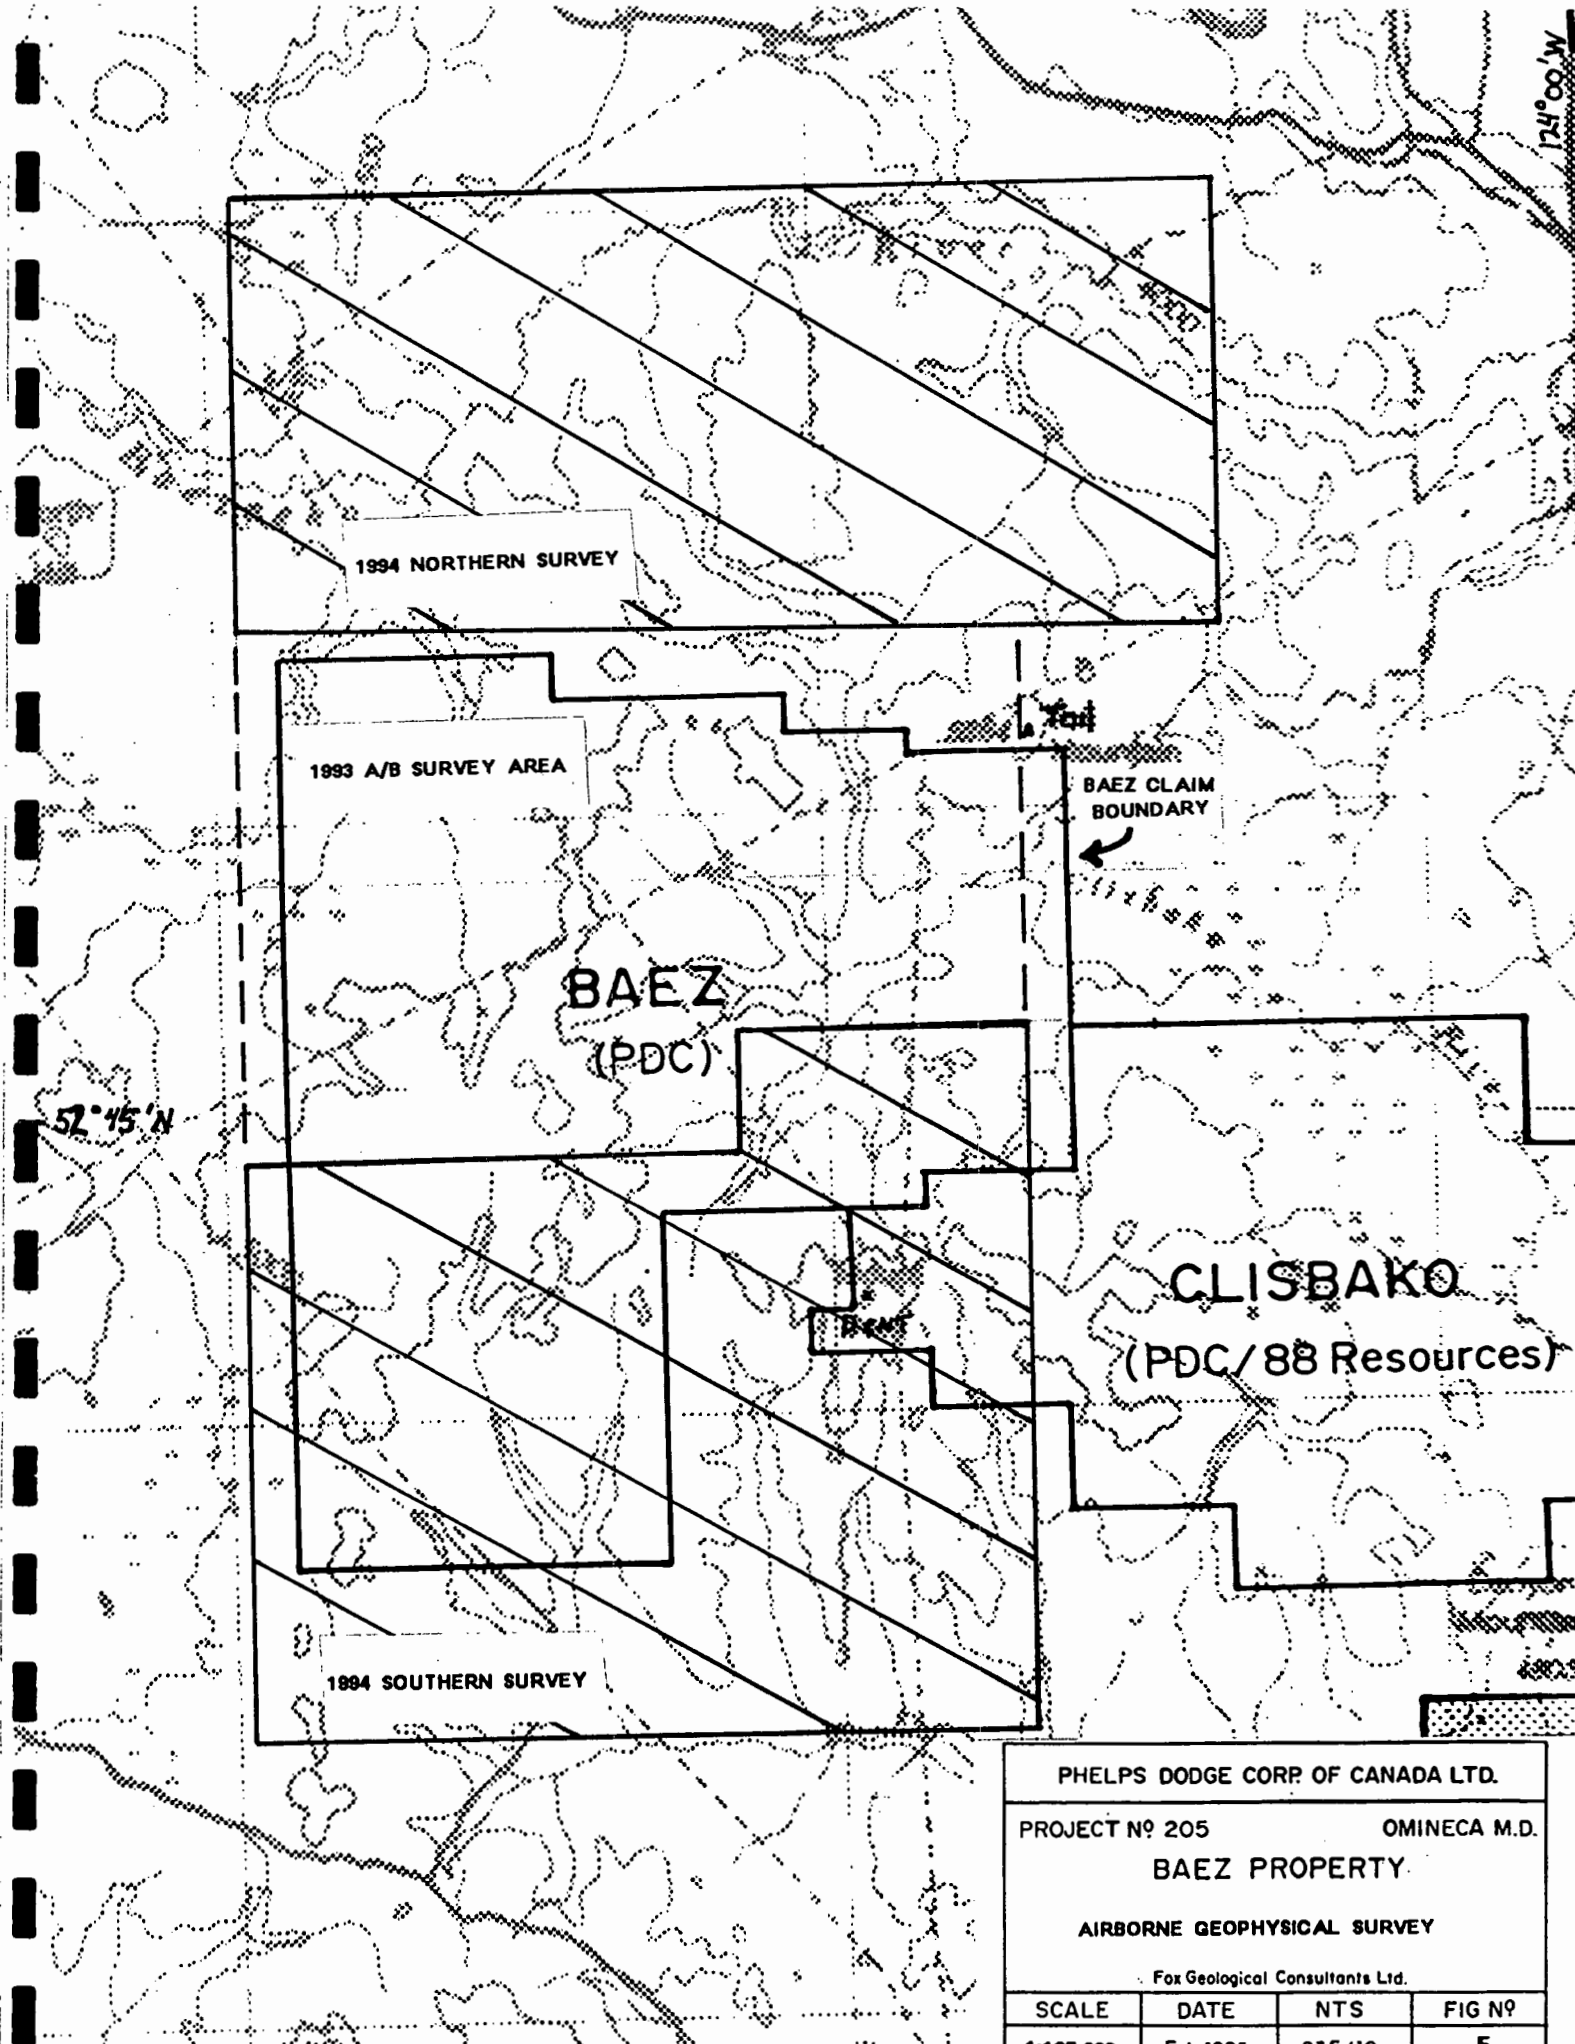 124°00'W
4300
1994 NORTHERN SURVEY
Tail
1993 A/B SURVEY AREA
BAEZ CLAIM
BOUNDARY
BAEZ
(PDC)
52°45'N
CLISBAKO
(PDC/88 Resources)
1994 SOUTHERN SURVEY
PHELPS DODGE CORP. OF CANADA LTD.
PROJECT Nº 205 OMINECA M.D.
BAEZ PROPERTY
AIRBORNE GEOPHYSICAL SURVEY
Fox Geological Consultants Ltd.
SCALE DATE NTS FIG Nº